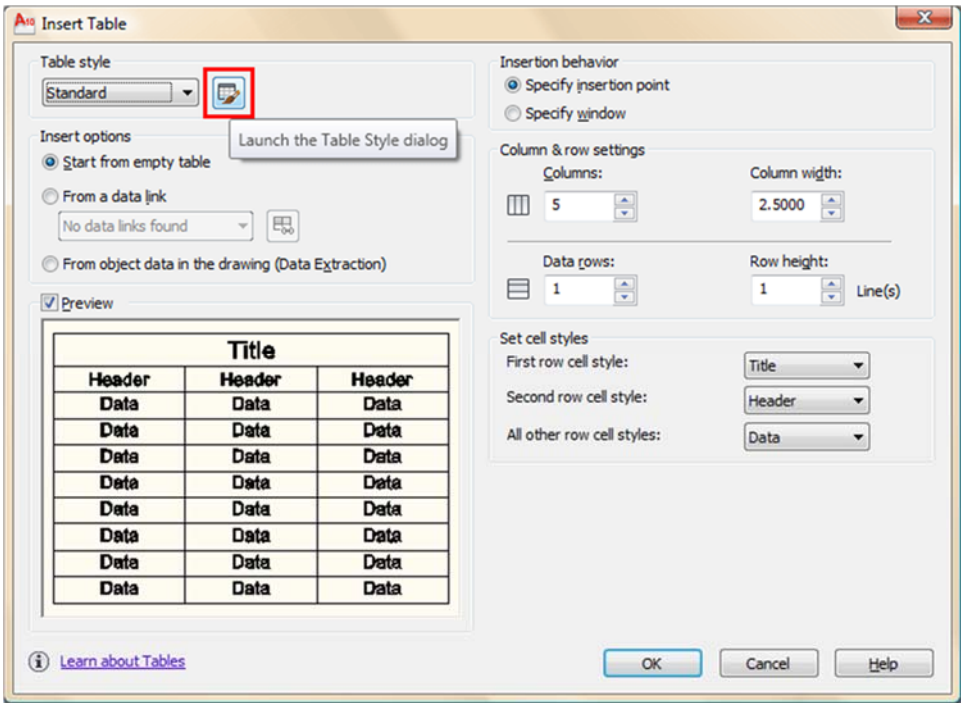 A10 Insert Table
Table style
Standard
Launch the Table Style dialog
Insert options
Start from empty table
From a data link
No data links found
From object data in the drawing (Data Extraction)
Preview
Title
Header Header Header
Data Data Data
Data Data Data
Data Data Data
Data Data Data
Data Data Data
Data Data Data
Data Data Data
Data Data Data
Learn about Tables
Insertion behavior
Specify insertion point
Specify window
Column & row settings
Columns: Column width:
5 2.5000
Data rows: Row height:
1 1 Line(s)
Set cell styles
First row cell style: Title
Second row cell style: Header
All other row cell styles: Data
OK Cancel Help